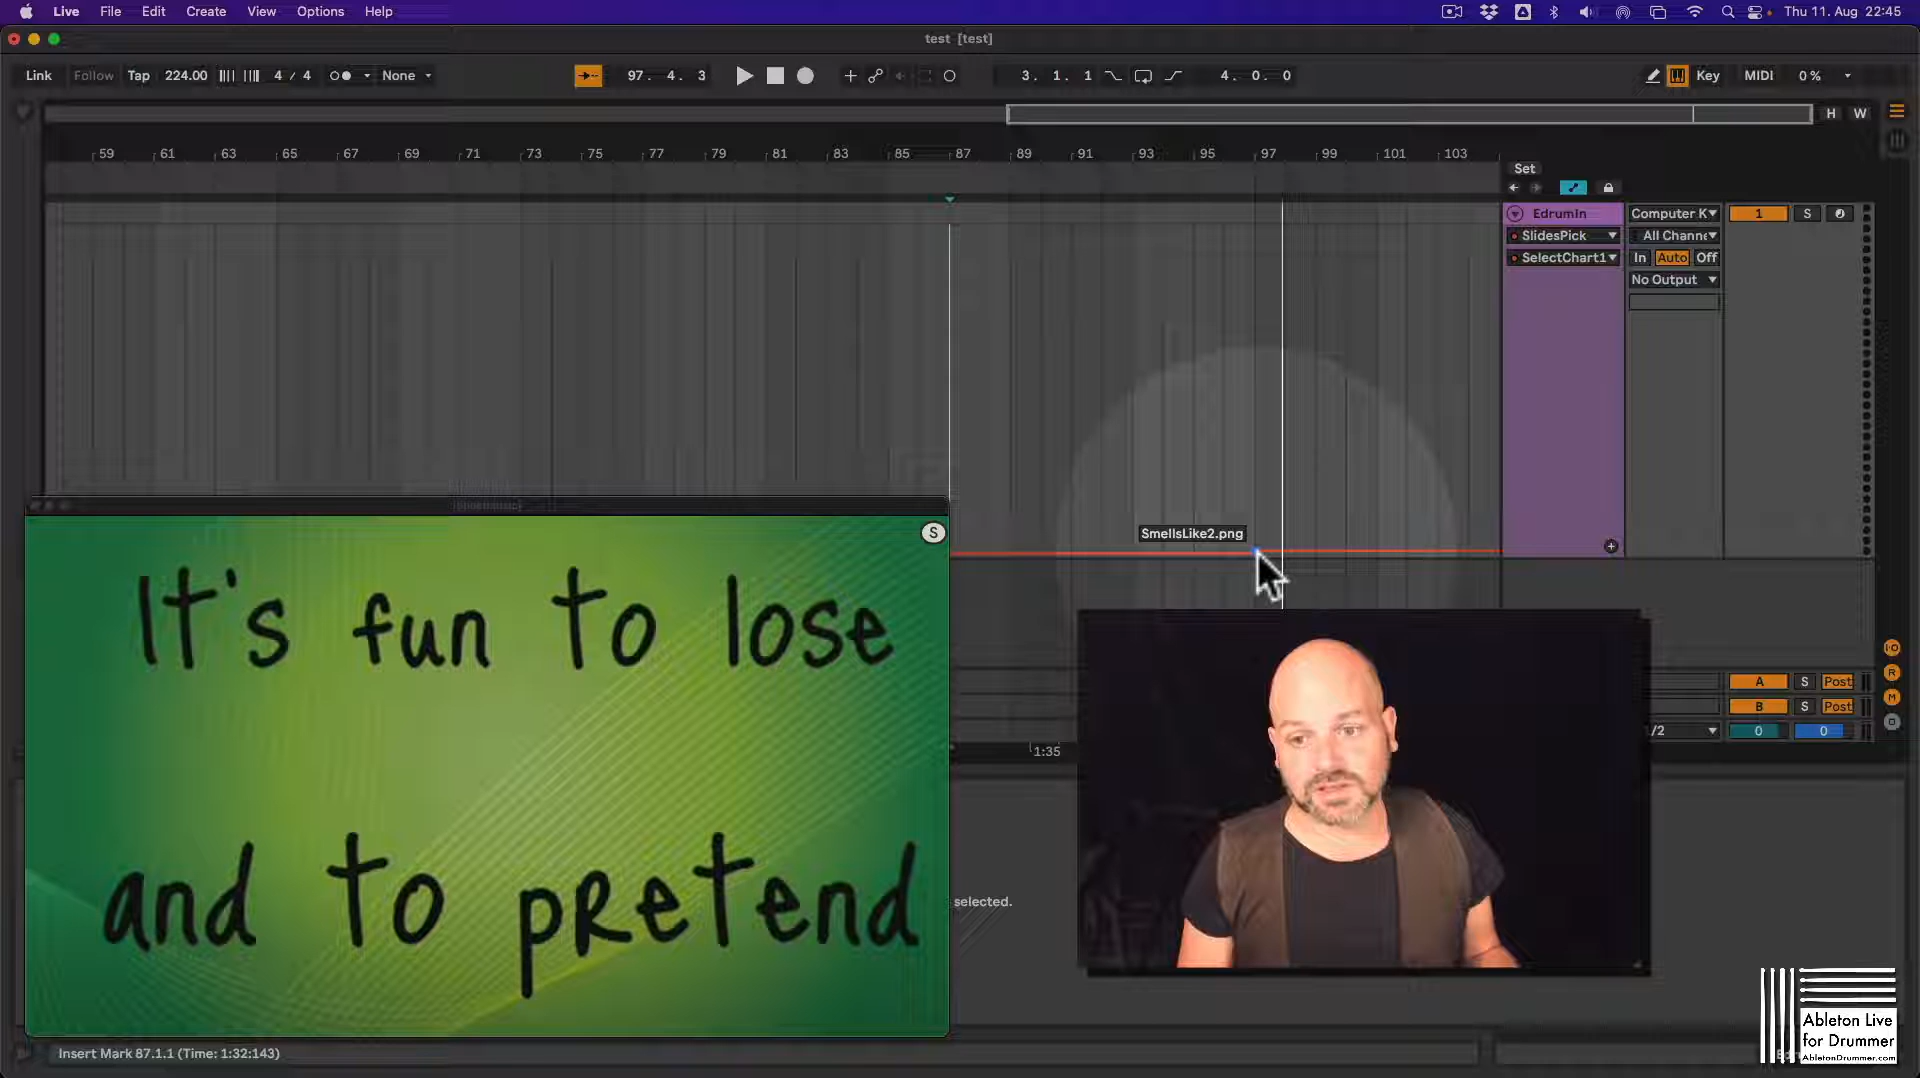 Live File Edit Create View Options Help Thu 11. Aug 22:45
test [test]
Link Follow Tap 224.00 4 / 4 None 97. 4. 3 3. 1. 1 4. 0. 0 Key MIDI 0 %
H W
59 61 63 65 67 69 71 73 75 77 79 81 83 85 87 89 91 93 95 97 99 101 103
Set
EdrumIn Computer K 1 S
SlidesPick All Channe
SelectChart1 In Auto Off
No Output
SmellsLike2.png
S
It's fun to lose
and to pretend
A S Post
B S Post
1:35 /2 0 0
selected.
Ableton Live
for Drummer
AbletonDrummer.com
Insert Mark 87.1.1 (Time: 1:32:143)